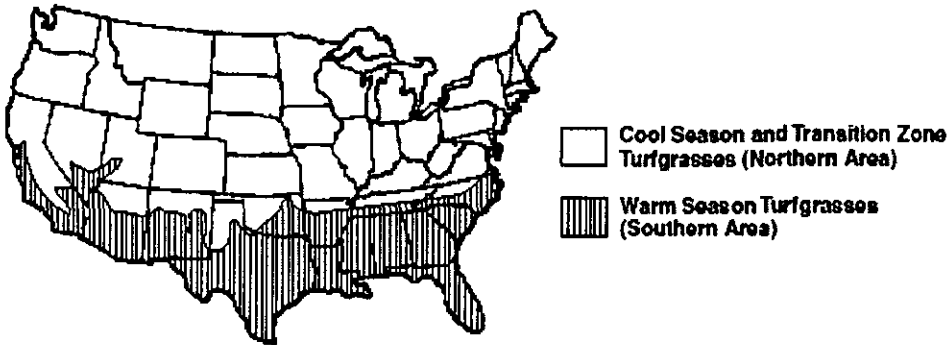 Cool Season and Transition Zone
Turfgrasses (Northern Area)
Warm Season Turfgrasses
(Southern Area)